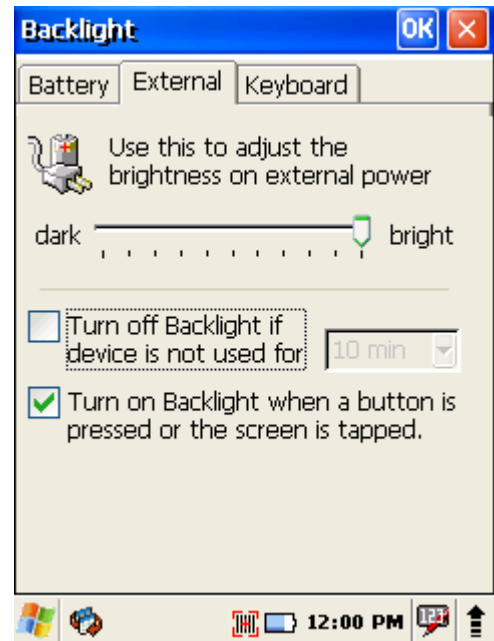 Backlight OK
Battery External Keyboard
Use this to adjust the
brightness on external power
dark bright
Turn off Backlight if
device is not used for 10 min
Turn on Backlight when a button is
pressed or the screen is tapped.
12:00 PM 123